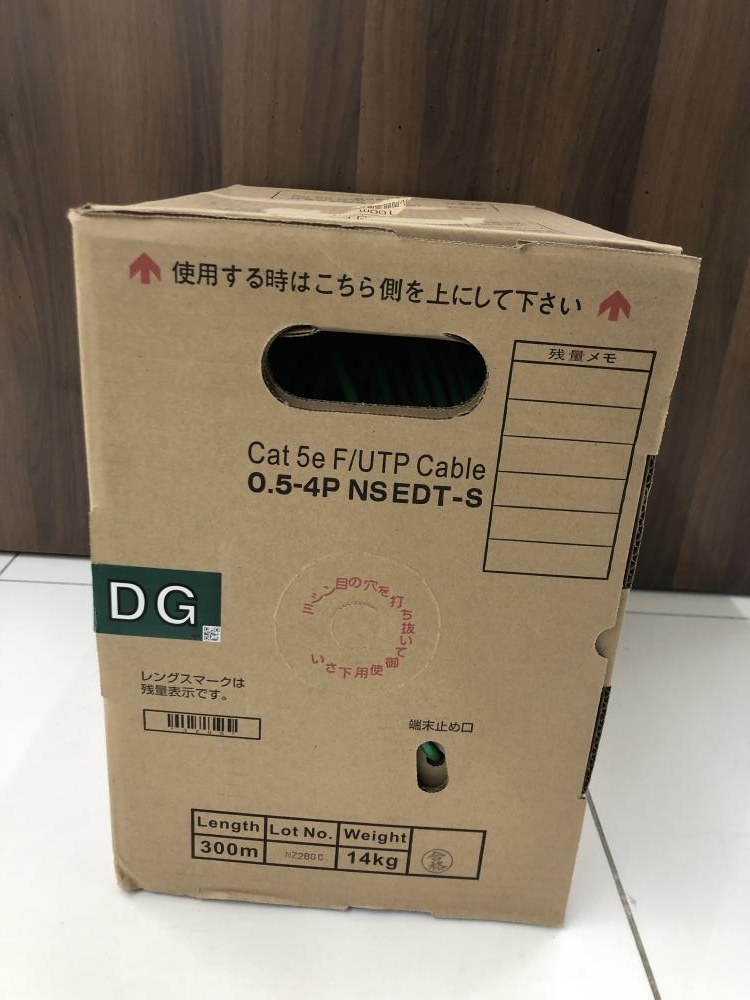 100m
使用する時はこちら側を上にして下さい
残量メモ
Cat 5e F/UTP Cable
0.5-4P NSEDT-S
DG
ミシン目の穴を打ち抜いて御使用下さい
レングスマークは
残量表示です。
端末止め口
Length Lot No. Weight
300m 14kg 合格